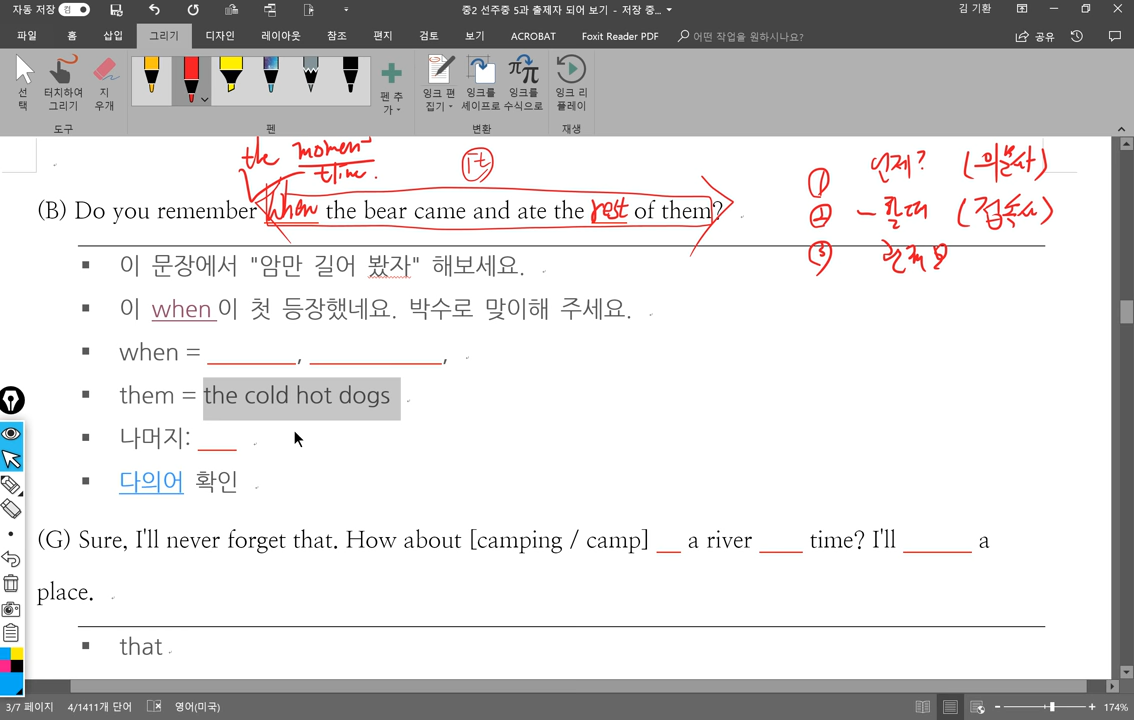 자동 저장 중2 선주중 5과 출제가 되어 보기 - 저장 중... 김 기환
파일 홈 삽입 그리기 디자인 레이아웃 참조 편지 검토 보기 ACROBAT Foxit Reader PDF 어떤 작업을 원하시나요? 공유
선택 터치하여 그리기 지우개 펜 추가 잉크 편집기 잉크를 셰이프로 잉크를 수식으로 잉크 리플레이
도구 펜 변환 재생
the moment It ① 언제? (의문사)
time.
(B) Do you remember when the bear came and ate the rest of them? ② ~할 때 (접속사)
③ 관계
이 문장에서 "암만 길어 봤자" 해보세요.
이 when이 첫 등장했네요. 박수로 맞이해 주세요.
when = ______, ______,
them = the cold hot dogs
나머지: ___
다의어 확인
(G) Sure, I'll never forget that. How about [camping / camp] __ a river ___ time? I'll _____ a
place.
that
3/7 페이지 4/1411개 단어 영어(미국) 174%